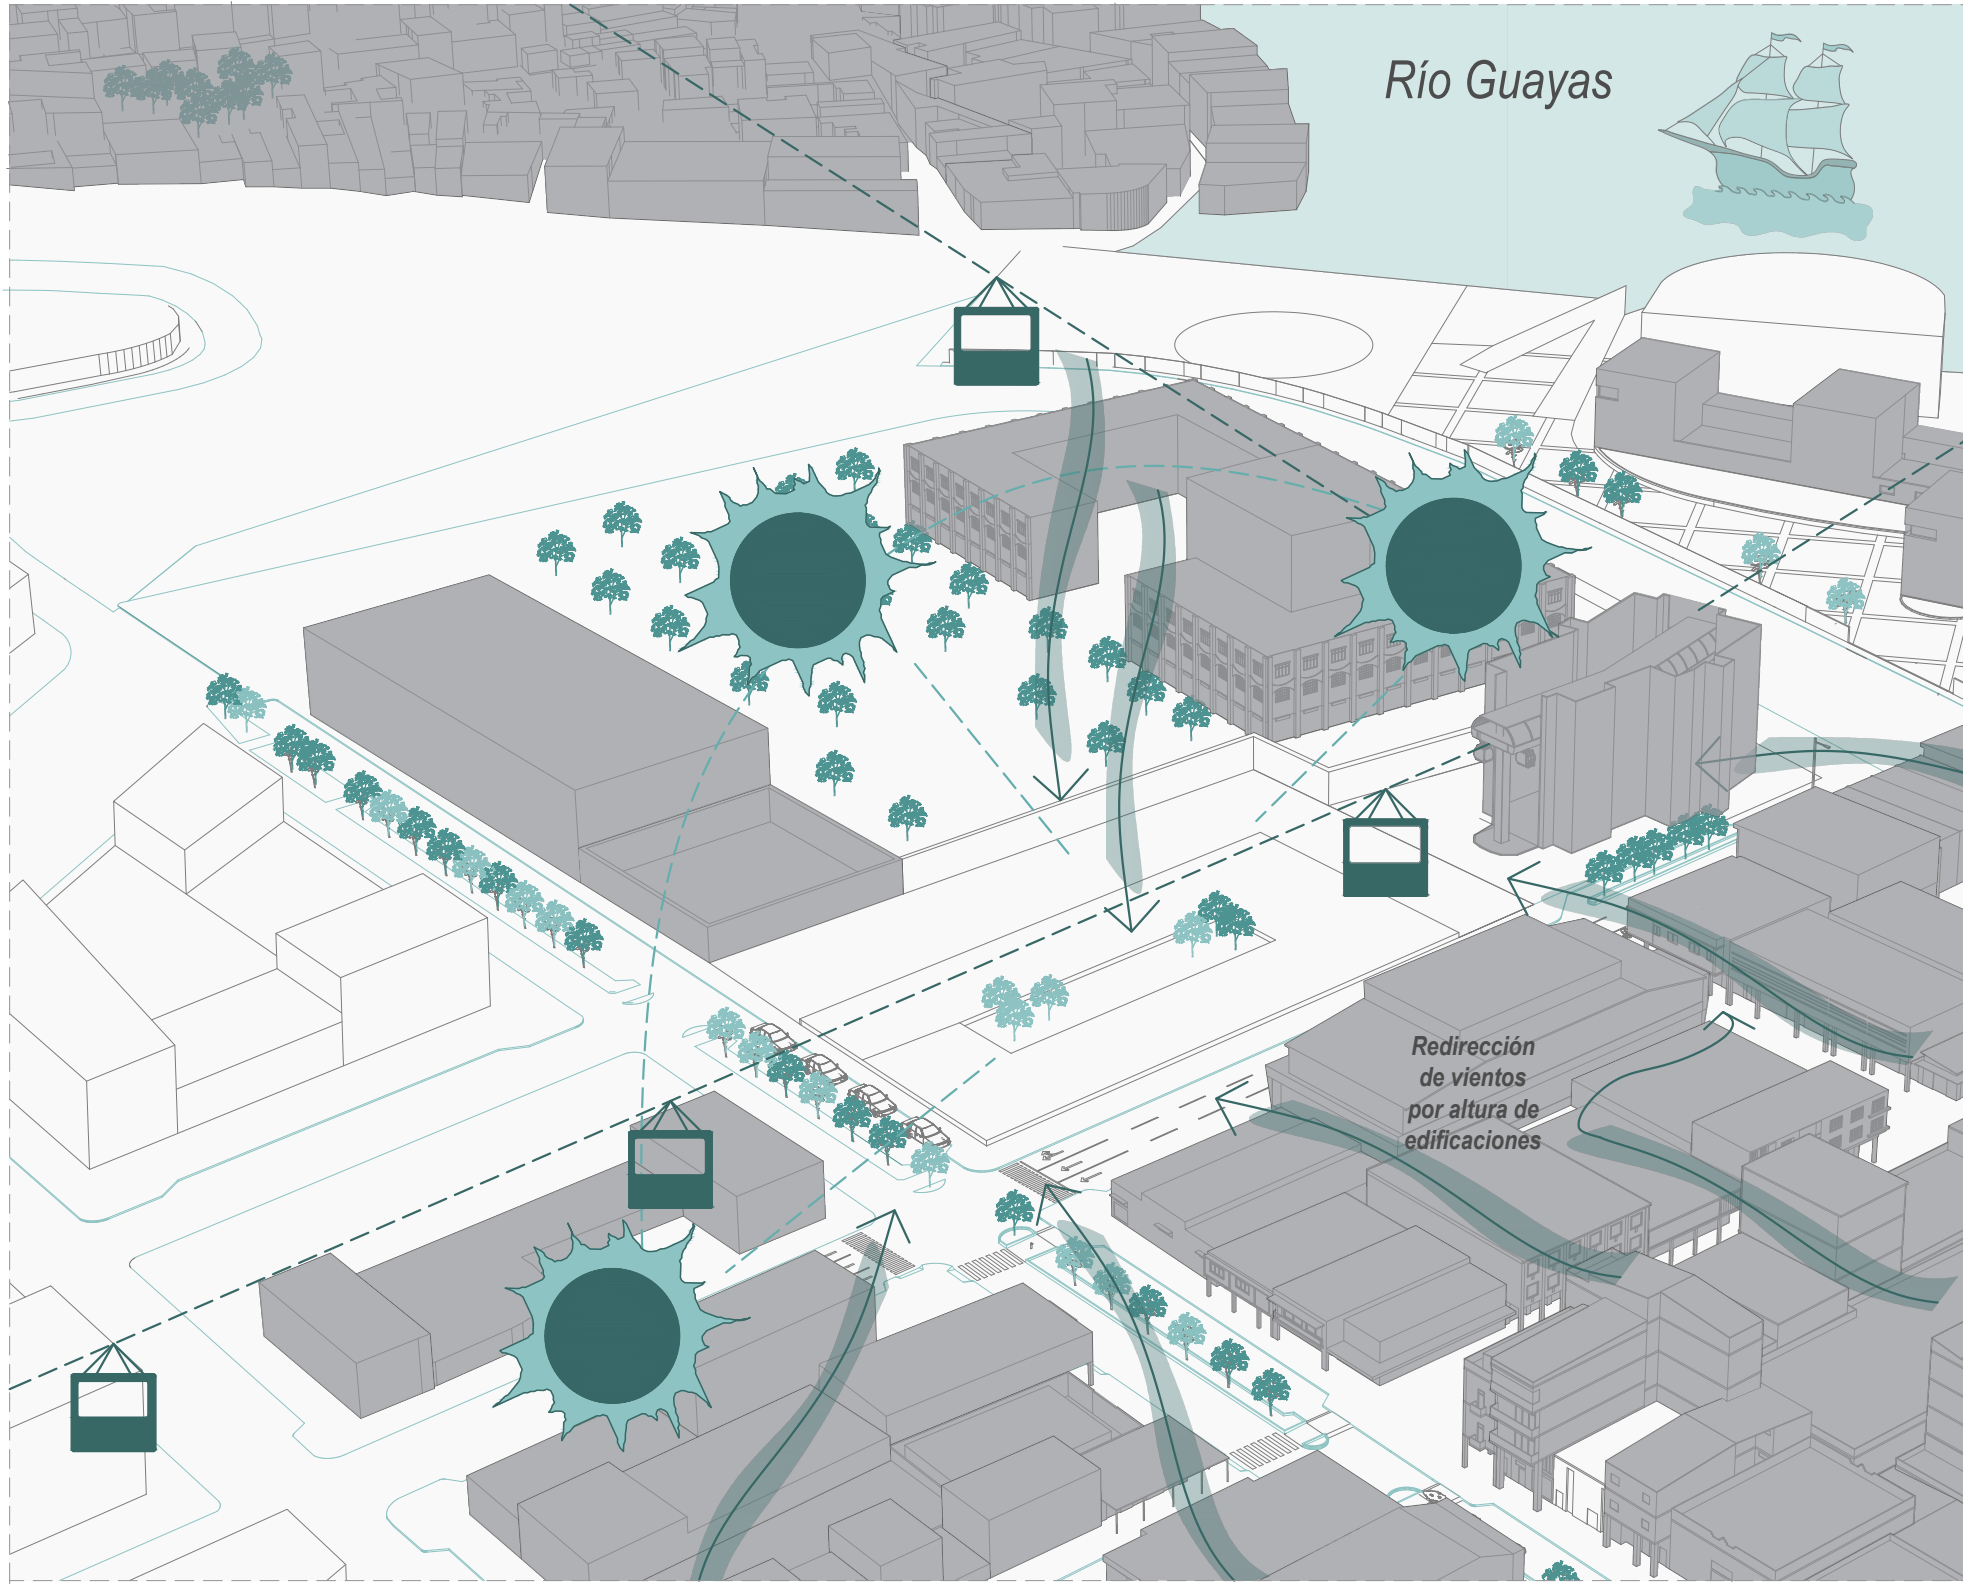 Río Guayas
Redirección
de vientos
por altura de
edificaciones